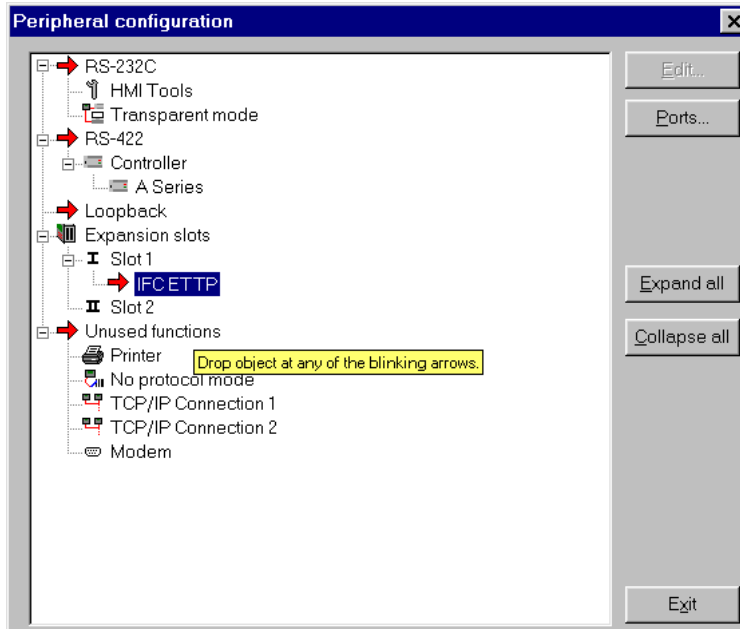 Peripheral configuration
RS-232C
HMI Tools
Transparent mode
RS-422
Controller
A Series
Loopback
Expansion slots
I Slot 1
IFC ETTP
II Slot 2
Unused functions
Printer
Drop object at any of the blinking arrows.
No protocol mode
TCP/IP Connection 1
TCP/IP Connection 2
Modem
Edit...
Ports...
Expand all
Collapse all
Exit